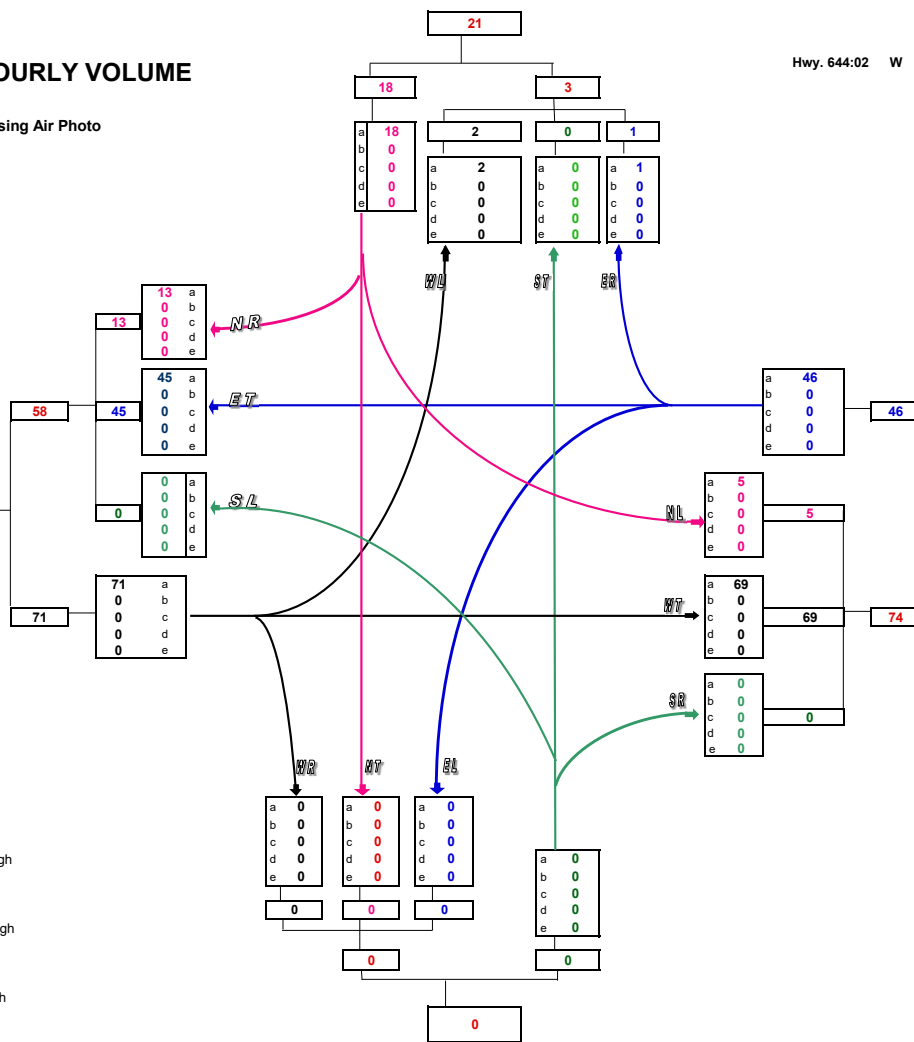 21
OURLY VOLUME
Hwy. 644:02 W
18
3
sing Air Photo
a 18
b 0
c 0
d 0
e 0
2
0
1
a 2
b 0
c 0
d 0
e 0
a 0
b 0
c 0
d 0
e 0
a 1
b 0
c 0
d 0
e 0
WL
ST
ER
13
13 a
0 b
0 c
0 d
0 e
NR
58
45
45 a
0 b
0 c
0 d
0 e
ET
a 46
b 0
c 0
d 0
e 0
46
0
0 a
0 b
0 c
0 d
0 e
SL
NL
a 5
b 0
c 0
d 0
e 0
5
71
71 a
0 b
0 c
0 d
0 e
WT
a 69
b 0
c 0
d 0
e 0
69
74
SR
a 0
b 0
c 0
d 0
e 0
0
WR
NT
EL
a 0
b 0
c 0
d 0
e 0
a 0
b 0
c 0
d 0
e 0
a 0
b 0
c 0
d 0
e 0
a 0
b 0
c 0
d 0
e 0
gh
0
0
0
gh
0
0
h
0